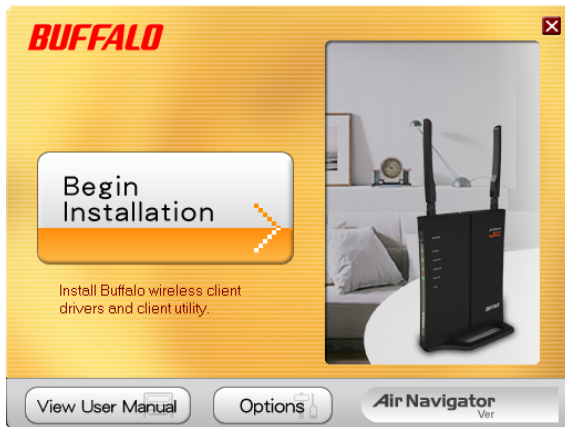 BUFFALO
Begin
Installation
Install Buffalo wireless client
drivers and client utility.
BUFFALO
View User Manual
Options
Air Navigator
Ver